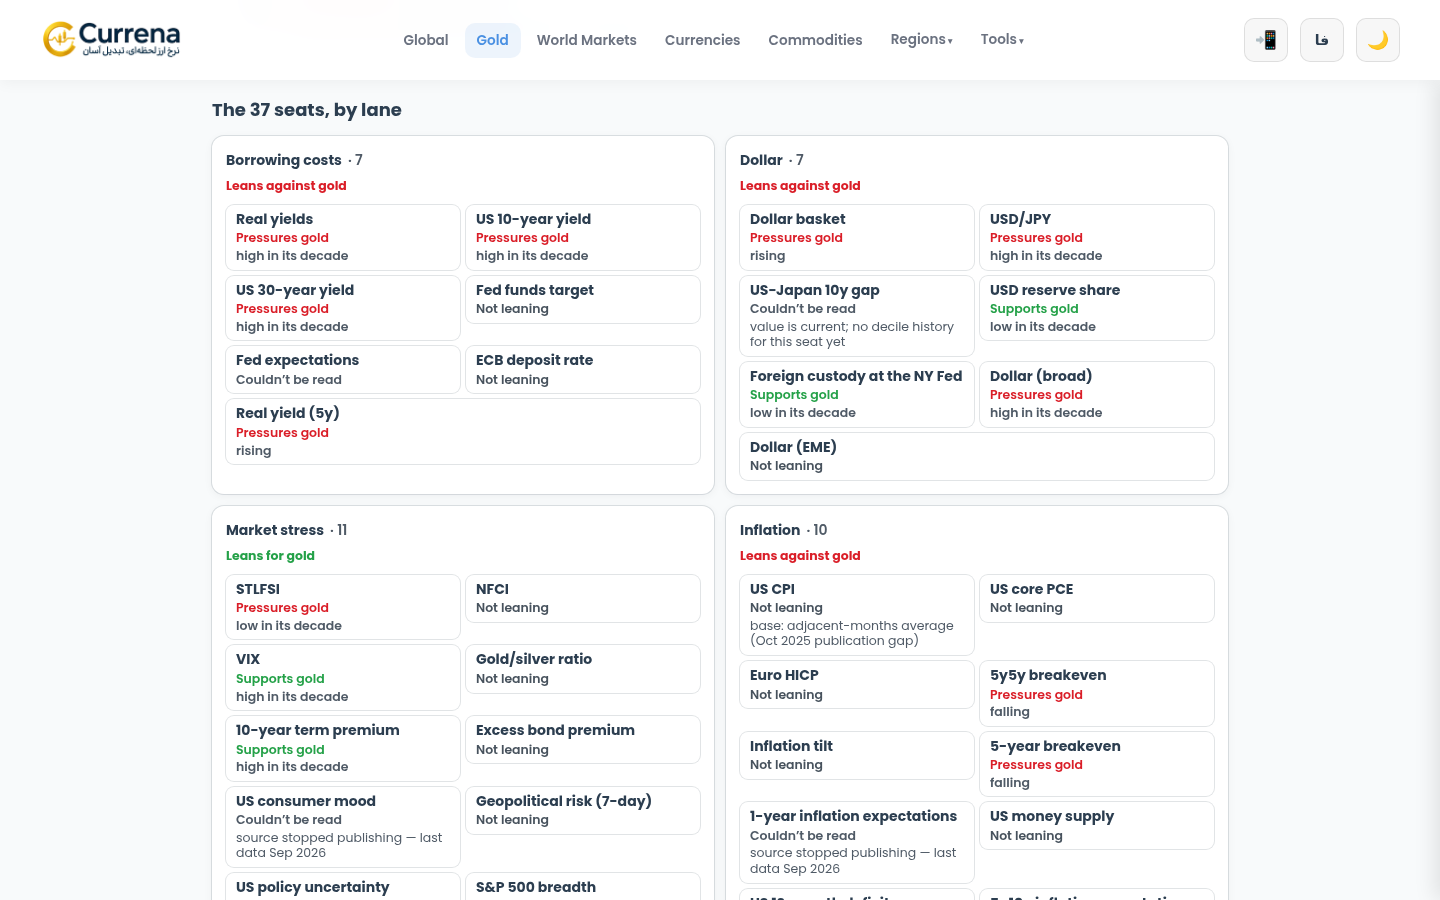 Currena
نرخ ارز لحظه‌ای، تبدیل آسان
Global
Gold
World Markets
Currencies
Commodities
Regions▾
Tools▾
فا
The 37 seats, by lane
Borrowing costs · 7
Leans against gold
Real yields
Pressures gold
high in its decade
US 10-year yield
Pressures gold
high in its decade
US 30-year yield
Pressures gold
high in its decade
Fed funds target
Not leaning
Fed expectations
Couldn’t be read
ECB deposit rate
Not leaning
Real yield (5y)
Pressures gold
rising
Dollar · 7
Leans against gold
Dollar basket
Pressures gold
rising
USD/JPY
Pressures gold
high in its decade
US-Japan 10y gap
Couldn’t be read
value is current; no decile history
for this seat yet
USD reserve share
Supports gold
low in its decade
Foreign custody at the NY Fed
Supports gold
low in its decade
Dollar (broad)
Pressures gold
high in its decade
Dollar (EME)
Not leaning
Market stress · 11
Leans for gold
STLFSI
Pressures gold
low in its decade
NFCI
Not leaning
VIX
Supports gold
high in its decade
Gold/silver ratio
Not leaning
10-year term premium
Supports gold
high in its decade
Excess bond premium
Not leaning
US consumer mood
Couldn’t be read
source stopped publishing — last
data Sep 2026
Geopolitical risk (7-day)
Not leaning
US policy uncertainty
S&P 500 breadth
Inflation · 10
Leans against gold
US CPI
Not leaning
base: adjacent-months average
(Oct 2025 publication gap)
US core PCE
Not leaning
Euro HICP
Not leaning
5y5y breakeven
Pressures gold
falling
Inflation tilt
Not leaning
5-year breakeven
Pressures gold
falling
1-year inflation expectations
Couldn’t be read
source stopped publishing — last
data Sep 2026
US money supply
Not leaning